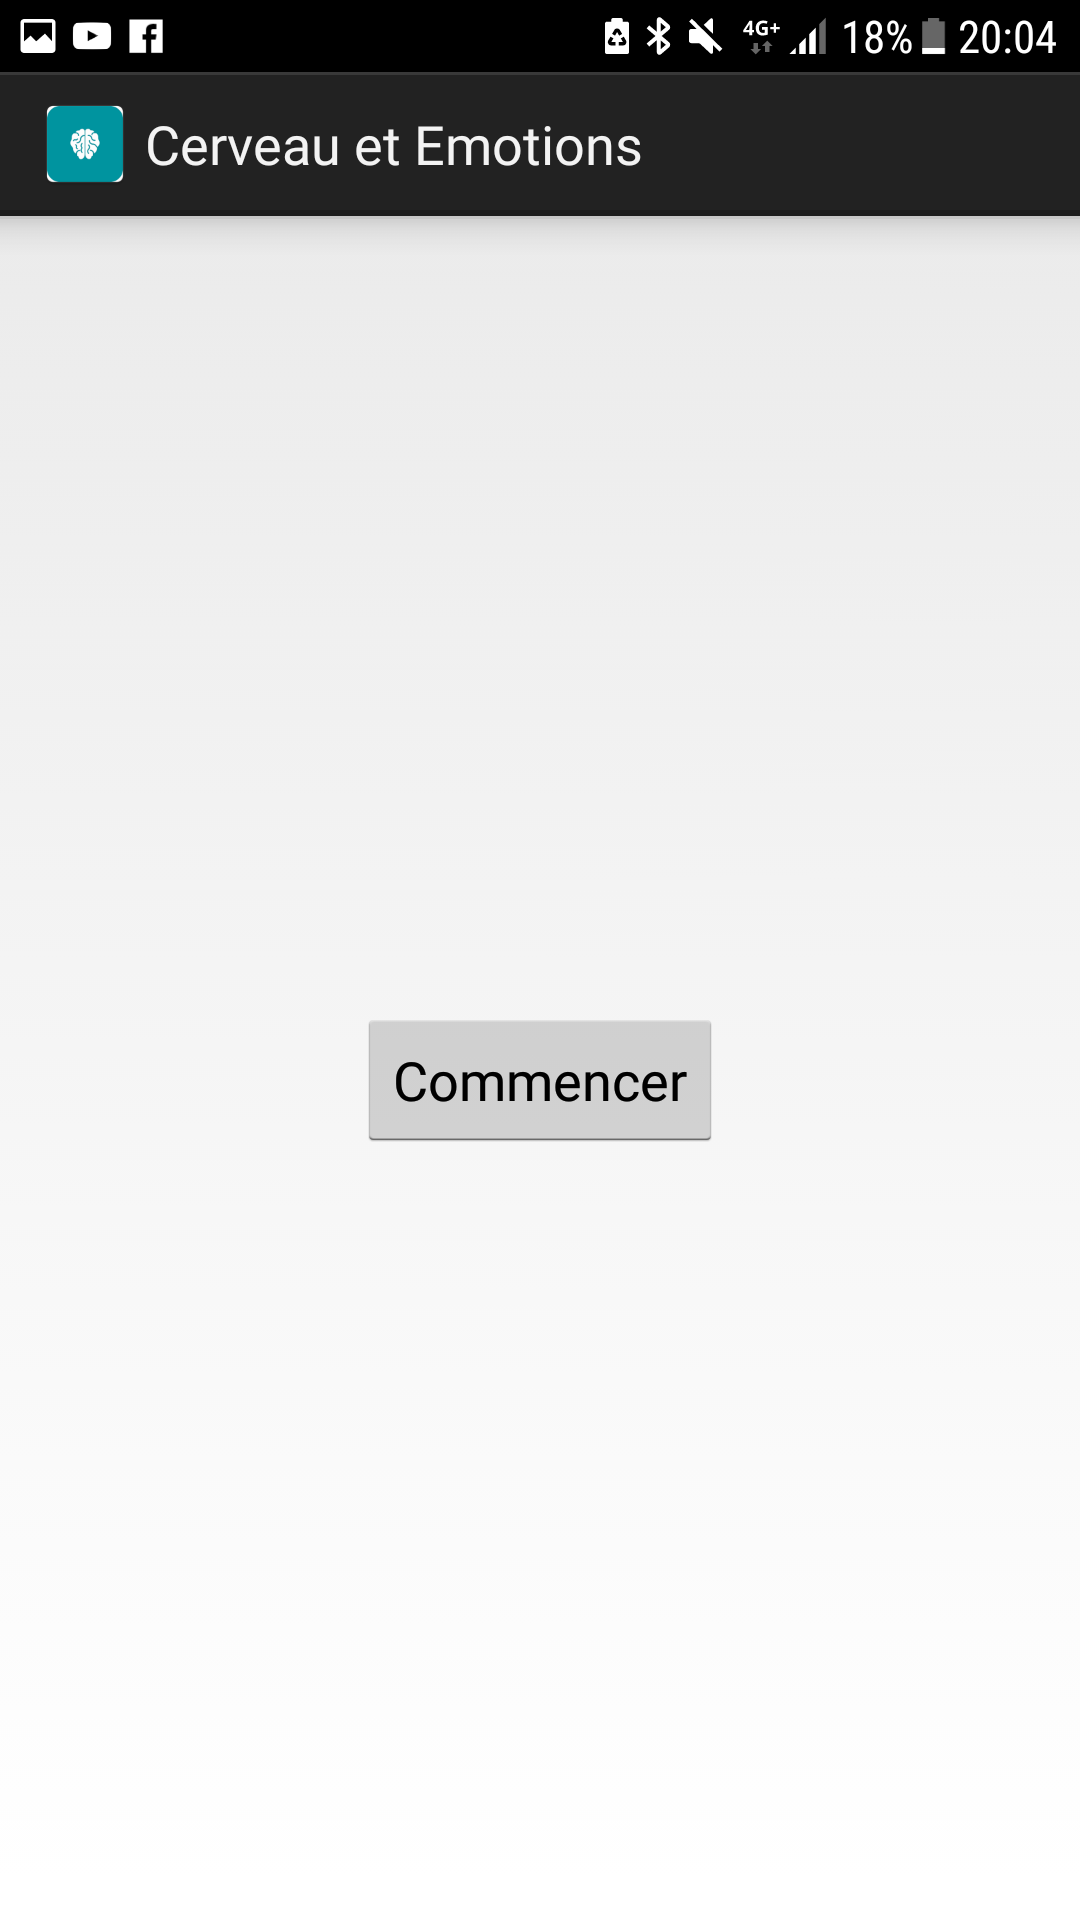 4G+ 18% 20:04
Cerveau et Emotions
Commencer